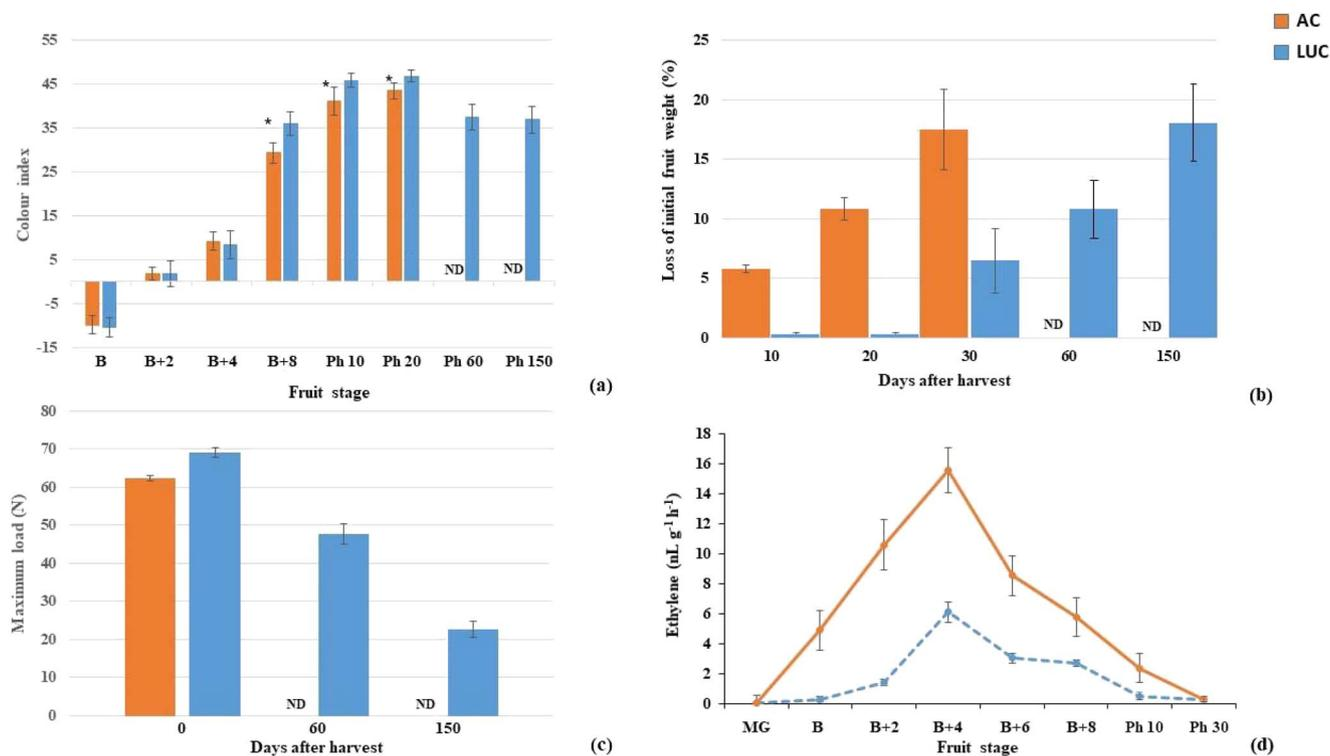 AC
LUC
Colour index
55
45
35
25
15
5
-5
-15
*
*
*
ND
ND
B B+2 B+4 B+8 Ph 10 Ph 20 Ph 60 Ph 150
Fruit stage
(a)
Loss of initial fruit weight (%)
25
20
15
10
5
0
ND
ND
10 20 30 60 150
Days after harvest
(b)
Maximum load (N)
80
70
60
50
40
30
20
10
0
ND
ND
0 60 150
Days after harvest
(c)
Ethylene (nL g-1 h-1)
18
16
14
12
10
8
6
4
2
0
MG B B+2 B+4 B+6 B+8 Ph 10 Ph 30
Fruit stage
(d)